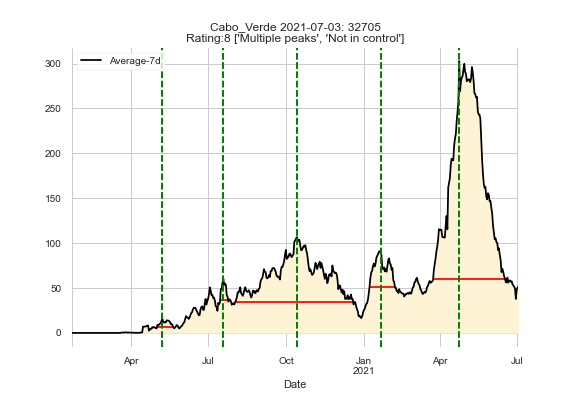 Cabo_Verde 2021-07-03: 32705
Rating:8 ['Multiple peaks', 'Not in control']
Average-7d
300
250
200
150
100
50
0
Apr Jul Oct Jan Apr Jul
2021
Date